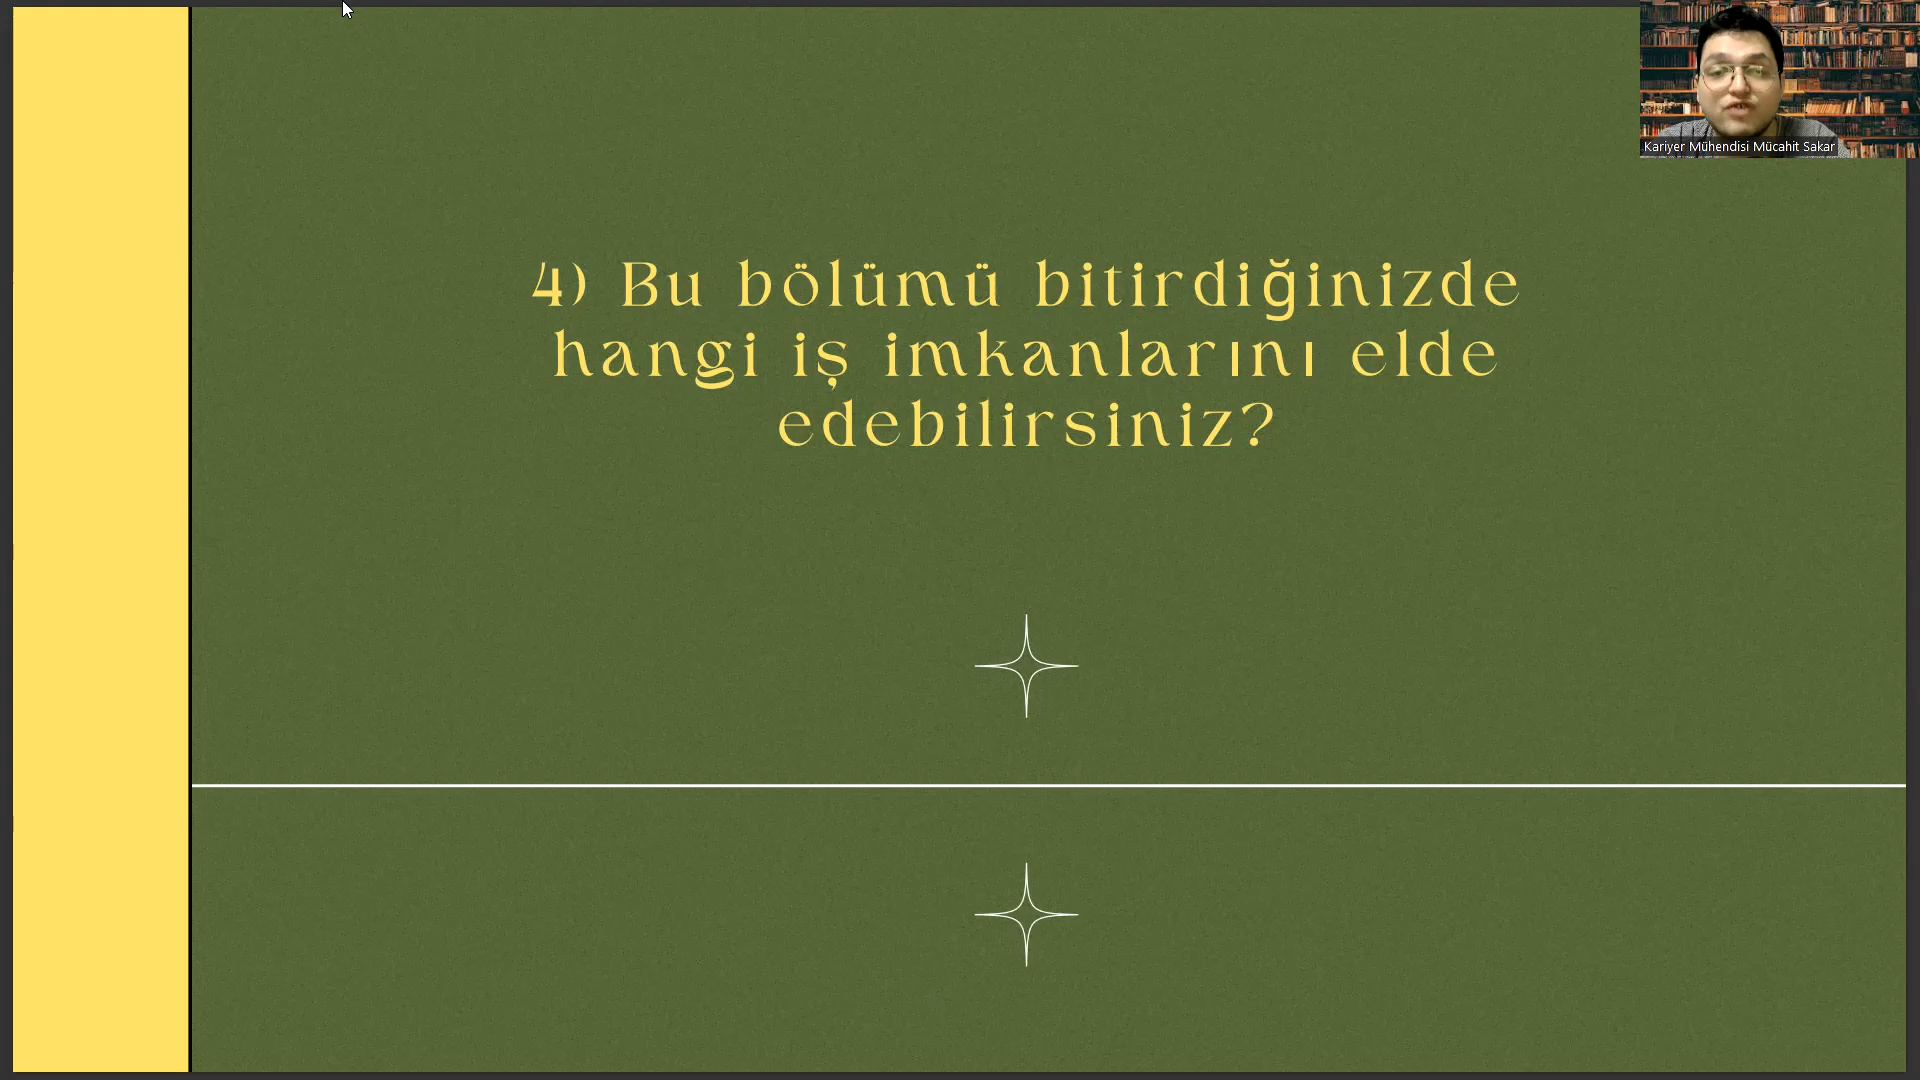 Kariyer Mühendisi Mücahit Sakar
4) Bu bölümü bitirdiğinizde
hangi iş imkanlarını elde
edebilirsiniz?